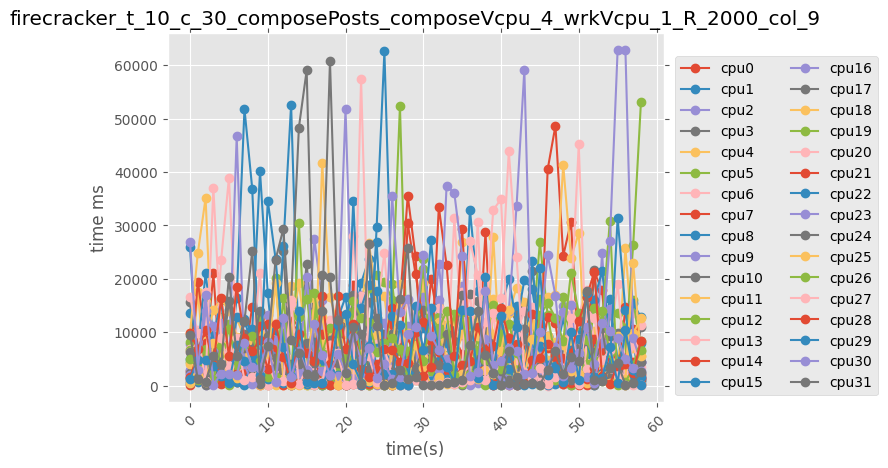 firecracker_t_10_c_30_composePosts_composeVcpu_4_wrkVcpu_1_R_2000_col_9
time ms
60000
50000
40000
30000
20000
10000
0
0
10
20
30
40
50
60
time(s)
cpu0
cpu1
cpu2
cpu3
cpu4
cpu5
cpu6
cpu7
cpu8
cpu9
cpu10
cpu11
cpu12
cpu13
cpu14
cpu15
cpu16
cpu17
cpu18
cpu19
cpu20
cpu21
cpu22
cpu23
cpu24
cpu25
cpu26
cpu27
cpu28
cpu29
cpu30
cpu31